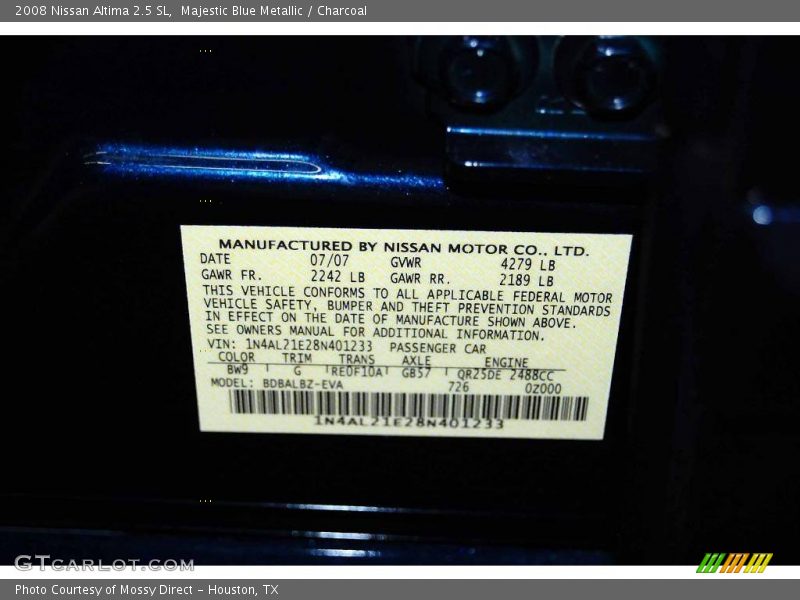 2008 Nissan Altima 2.5 SL,  Majestic Blue Metallic / Charcoal
MANUFACTURED BY NISSAN MOTOR CO., LTD.
DATE 07/07 GVWR 4279 LB
GAWR FR. 2242 LB GAWR RR. 2189 LB
THIS VEHICLE CONFORMS TO ALL APPLICABLE FEDERAL MOTOR
VEHICLE SAFETY, BUMPER AND THEFT PREVENTION STANDARDS
IN EFFECT ON THE DATE OF MANUFACTURE SHOWN ABOVE.
SEE OWNERS MANUAL FOR ADDITIONAL INFORMATION.
VIN: 1N4AL21E28N401233 PASSENGER CAR
COLOR TRIM TRANS AXLE ENGINE
BW9 G RE0F10A GB57 QR25DE 2488CC
MODEL: BDBALBZ-EVA 726 0Z000
1N4AL21E28N401233
GTCARLOT.COM
Photo Courtesy of Mossy Direct – Houston, TX